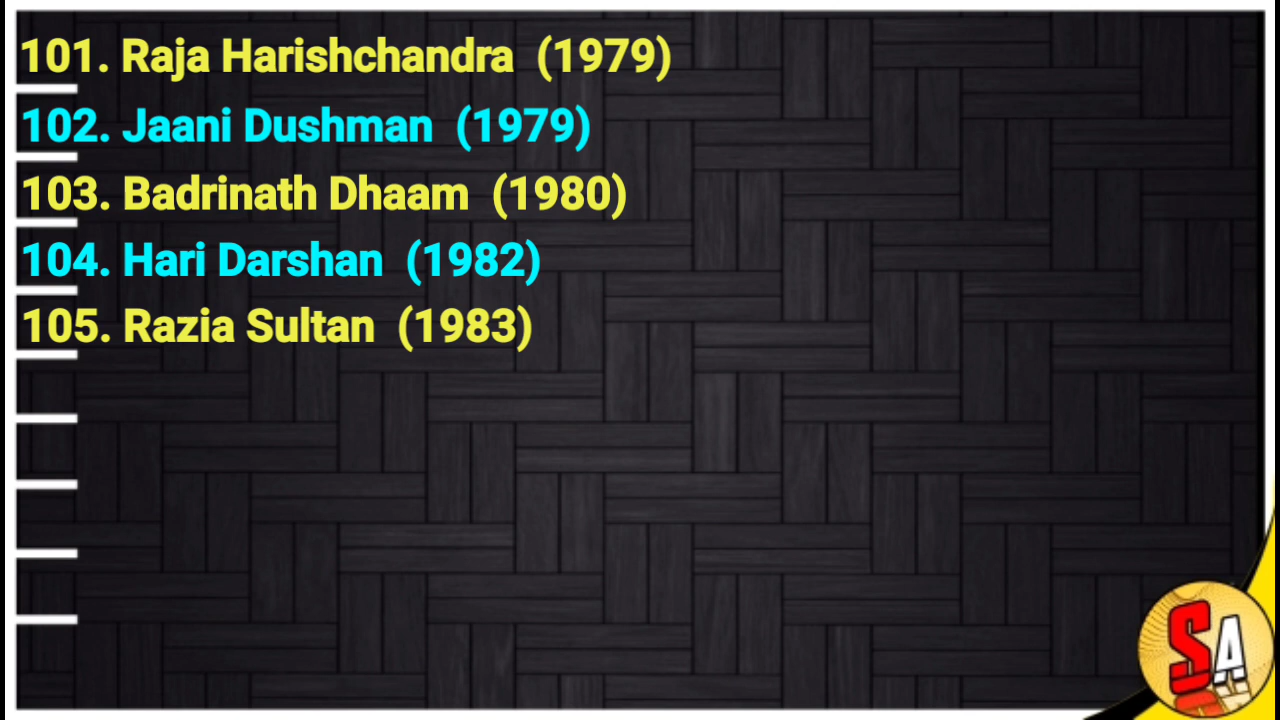 101. Raja Harishchandra (1979)
102. Jaani Dushman (1979)
103. Badrinath Dhaam (1980)
104. Hari Darshan (1982)
105. Razia Sultan (1983)
SA